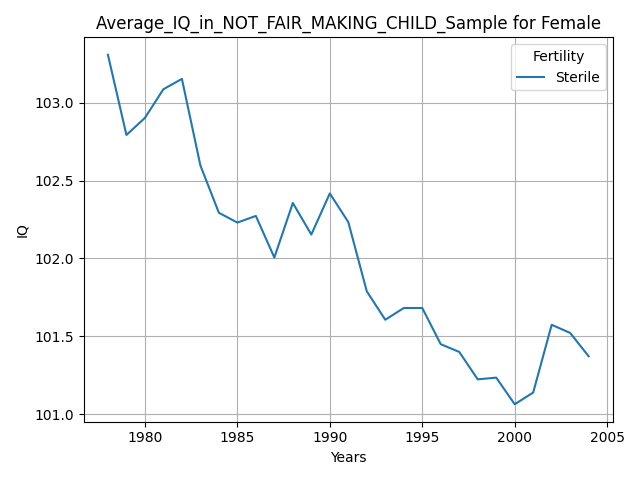 Average_IQ_in_NOT_FAIR_MAKING_CHILD_Sample for Female
Fertility
Sterile
103.0
102.5
102.0
101.5
101.0
IQ
1980 1985 1990 1995 2000 2005
Years